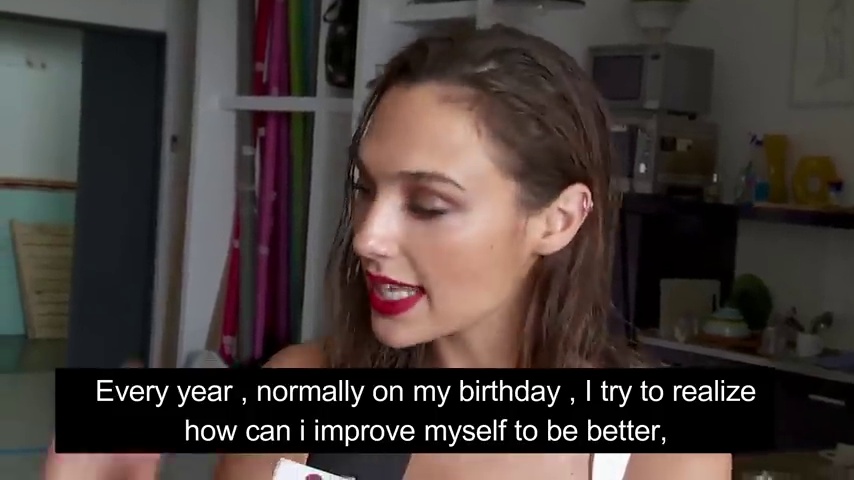 Every year , normally on my birthday , I try to realize
how can i improve myself to be better,